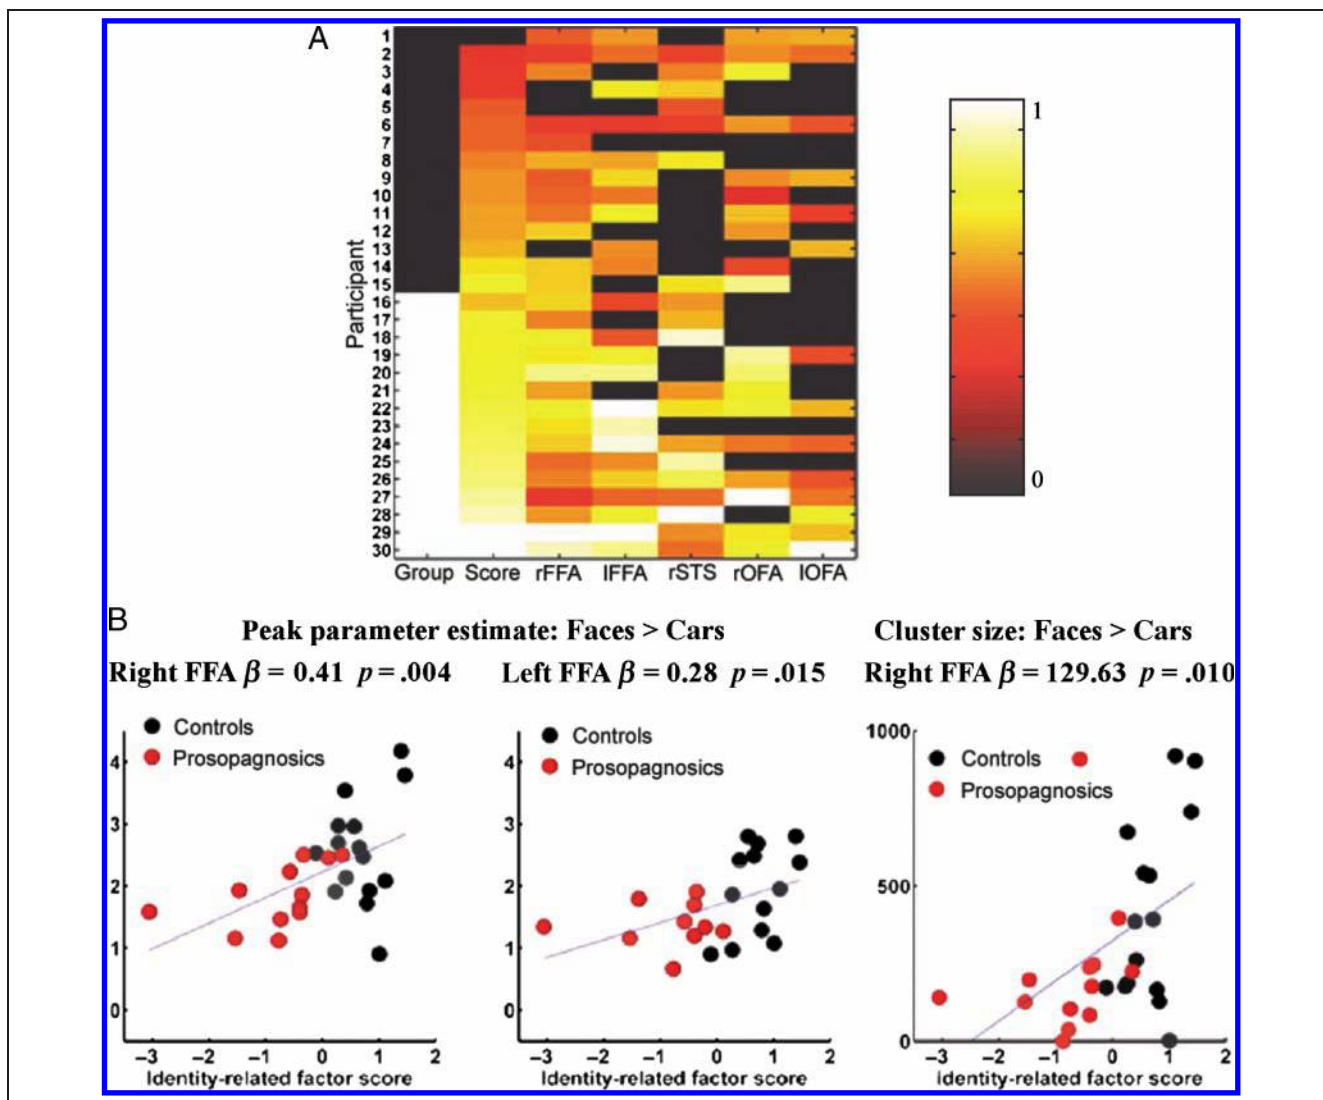 A
1
2
3
4
5
6
7
8
9
10
11
12
13
14
15
16
17
18
19
20
21
22
23
24
25
26
27
28
29
30
Participant
Group Score rFFA lFFA rSTS rOFA lOFA
1
0
B
Peak parameter estimate: Faces > Cars
Cluster size: Faces > Cars
Right FFA β = 0.41 p = .004
Left FFA β = 0.28 p = .015
Right FFA β = 129.63 p = .010
Controls
Prosopagnosics
4
3
2
1
0
−3 −2 −1 0 1 2
Identity-related factor score
Controls
Prosopagnosics
4
3
2
1
0
−3 −2 −1 0 1 2
Identity-related factor score
1000
Controls
Prosopagnosics
500
0
−3 −2 −1 0 1 2
Identity-related factor score